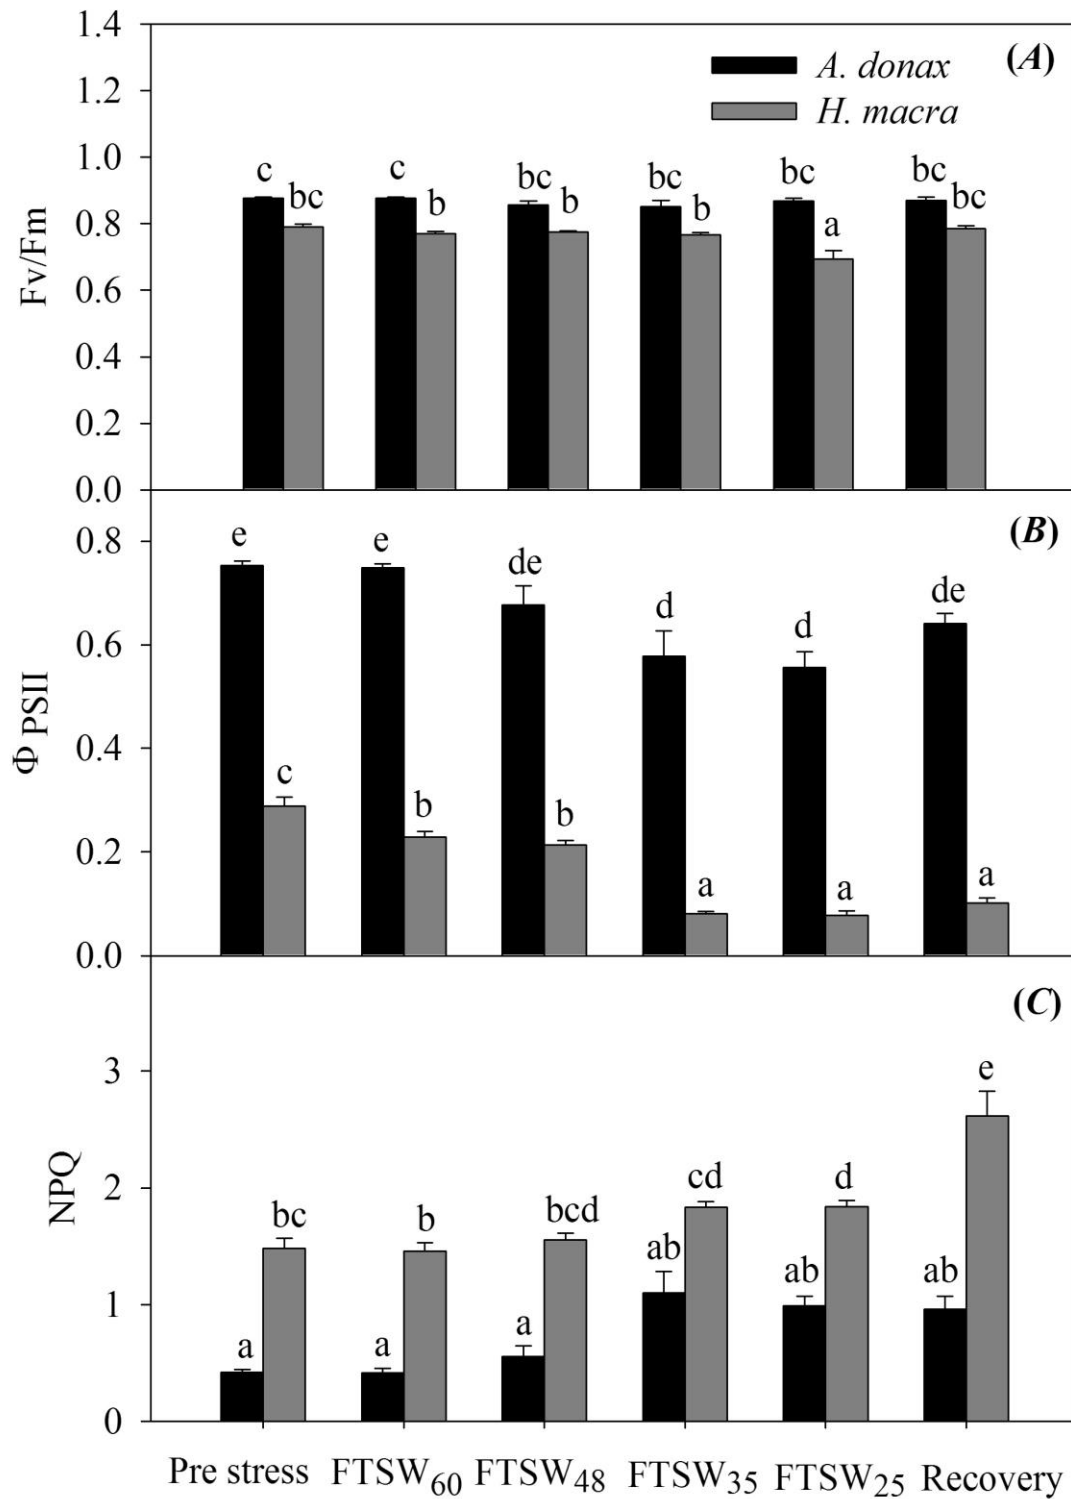 1.4
(A)
A. donax
H. macra
1.2
1.0
0.8
0.6
0.4
0.2
0.0
Fv/Fm
c bc c b bc b bc b bc a bc bc
(B)
0.8
0.6
0.4
0.2
0.0
Φ PSII
e c e b de b d a d a de a
(C)
3
2
1
0
NPQ
a bc a b a bcd ab cd ab d ab e
Pre stress FTSW60 FTSW48 FTSW35 FTSW25 Recovery